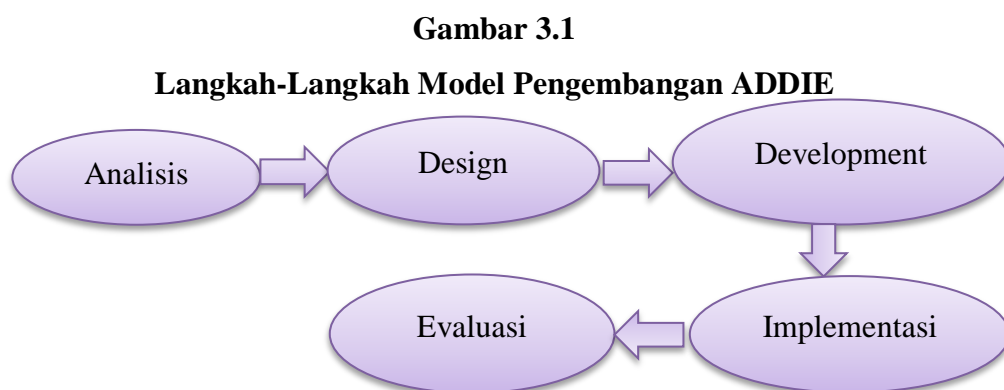 Gambar 3.1
Langkah-Langkah Model Pengembangan ADDIE
Analisis
Design
Development
Implementasi
Evaluasi